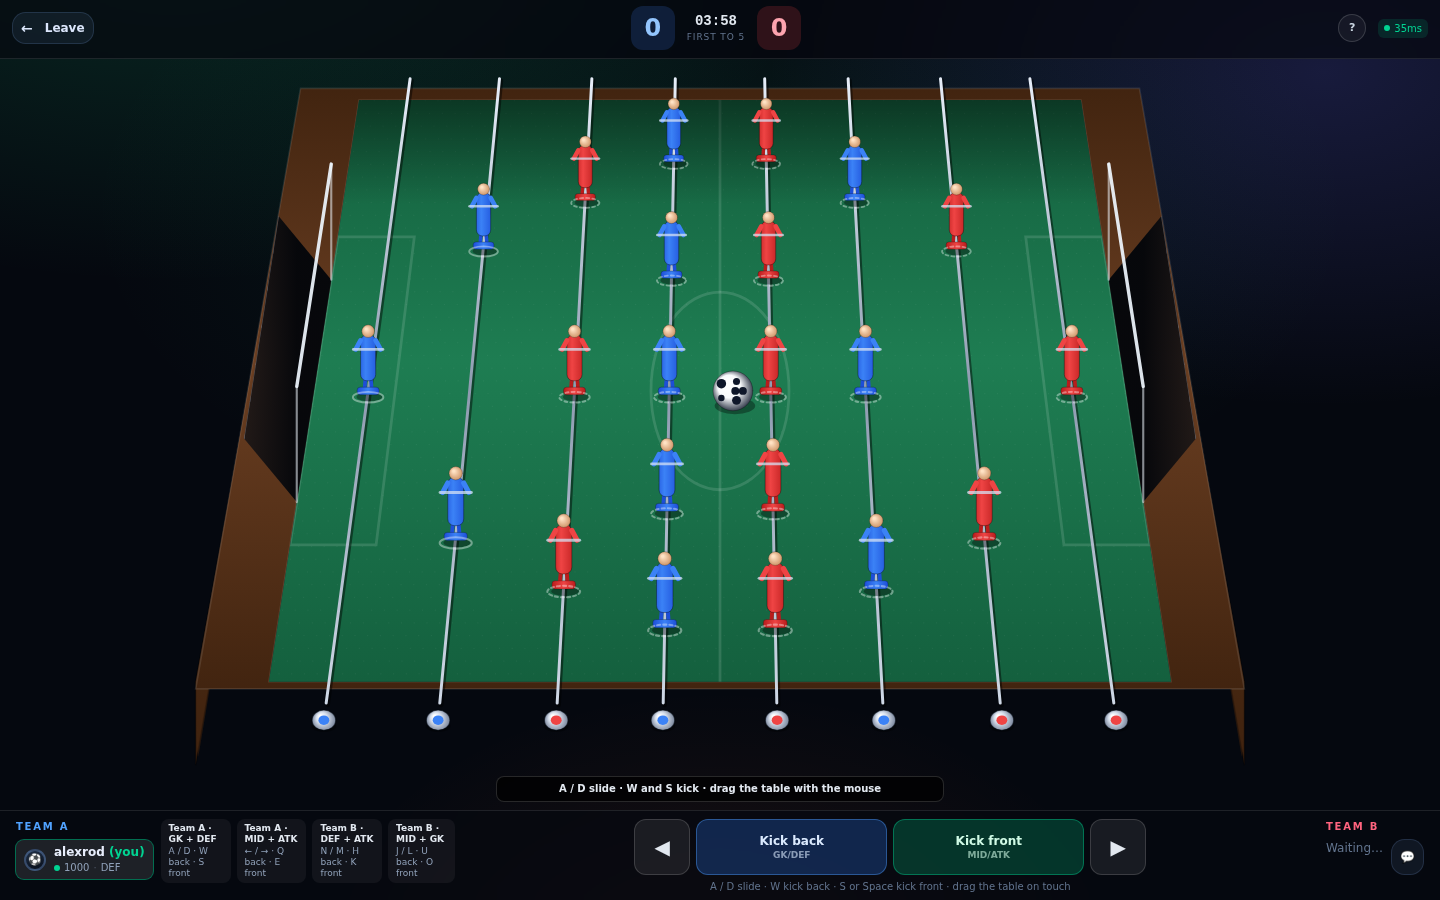 ← Leave
0
03:58
FIRST TO 5
0
?
35ms
A / D slide · W and S kick · drag the table with the mouse
TEAM A
alexrod (you)
1000 · DEF
Team A ·
GK + DEF
A / D · W
back · S
front
Team A ·
MID + ATK
← / → · Q
back · E
front
Team B ·
DEF + ATK
N / M · H
back · K
front
Team B ·
MID + GK
J / L · U
back · O
front
◀
Kick back
GK/DEF
Kick front
MID/ATK
▶
A / D slide · W kick back · S or Space kick front · drag the table on touch
TEAM B
Waiting...